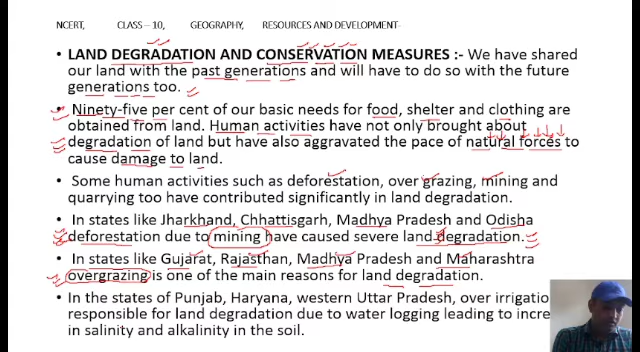 NCERT, CLASS – 10, GEOGRAPHY, RESOURCES AND DEVELOPMENT-
• LAND DEGRADATION AND CONSERVATION MEASURES :- We have shared
our land with the past generations and will have to do so with the future
generations too.
• Ninety-five per cent of our basic needs for food, shelter and clothing are
obtained from land. Human activities have not only brought about
degradation of land but have also aggravated the pace of natural forces to
cause damage to land.
• Some human activities such as deforestation, over grazing, mining and
quarrying too have contributed significantly in land degradation.
• In states like Jharkhand, Chhattisgarh, Madhya Pradesh and Odisha
deforestation due to mining have caused severe land degradation.
• In states like Gujarat, Rajasthan, Madhya Pradesh and Maharashtra
overgrazing is one of the main reasons for land degradation.
• In the states of Punjab, Haryana, western Uttar Pradesh, over irrigation
responsible for land degradation due to water logging leading to
in salinity and alkalinity in the soil.